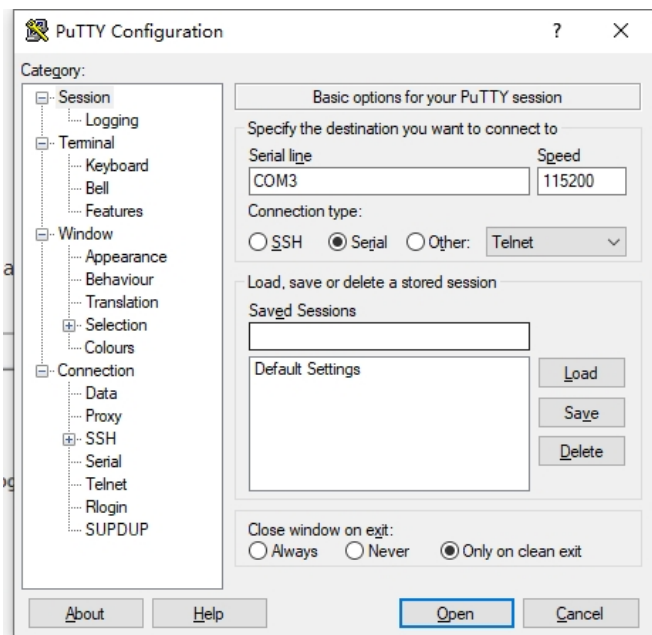 PuTTY Configuration
?
Category:
Session
Logging
Terminal
Keyboard
Bell
Features
Window
Appearance
Behaviour
Translation
Selection
Colours
Connection
Data
Proxy
SSH
Serial
Telnet
Rlogin
SUPDUP
Basic options for your PuTTY session
Specify the destination you want to connect to
Serial line Speed
COM3 115200
Connection type:
SSH Serial Other: Telnet
Load, save or delete a stored session
Saved Sessions
Default Settings
Load
Save
Delete
Close window on exit:
Always Never Only on clean exit
About Help Open Cancel